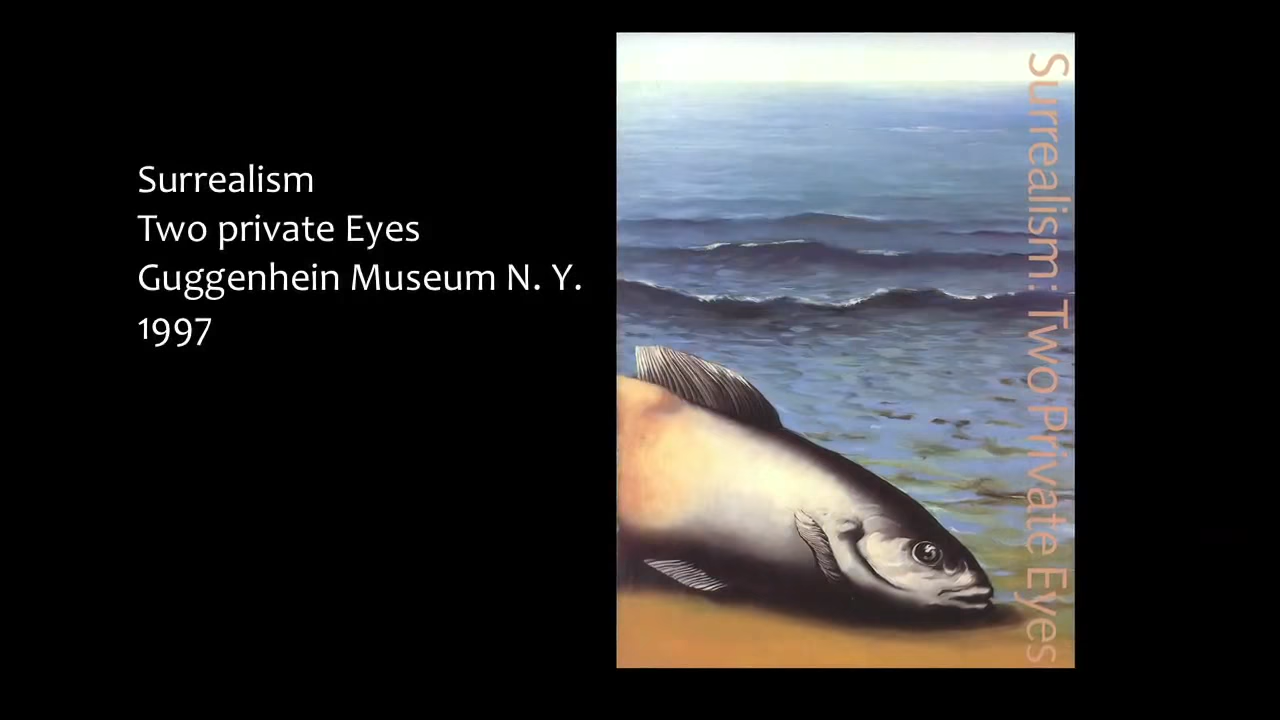 Surrealism
Two private Eyes
Guggenhein Museum N. Y.
1997
Surrealism: Two Private Eyes